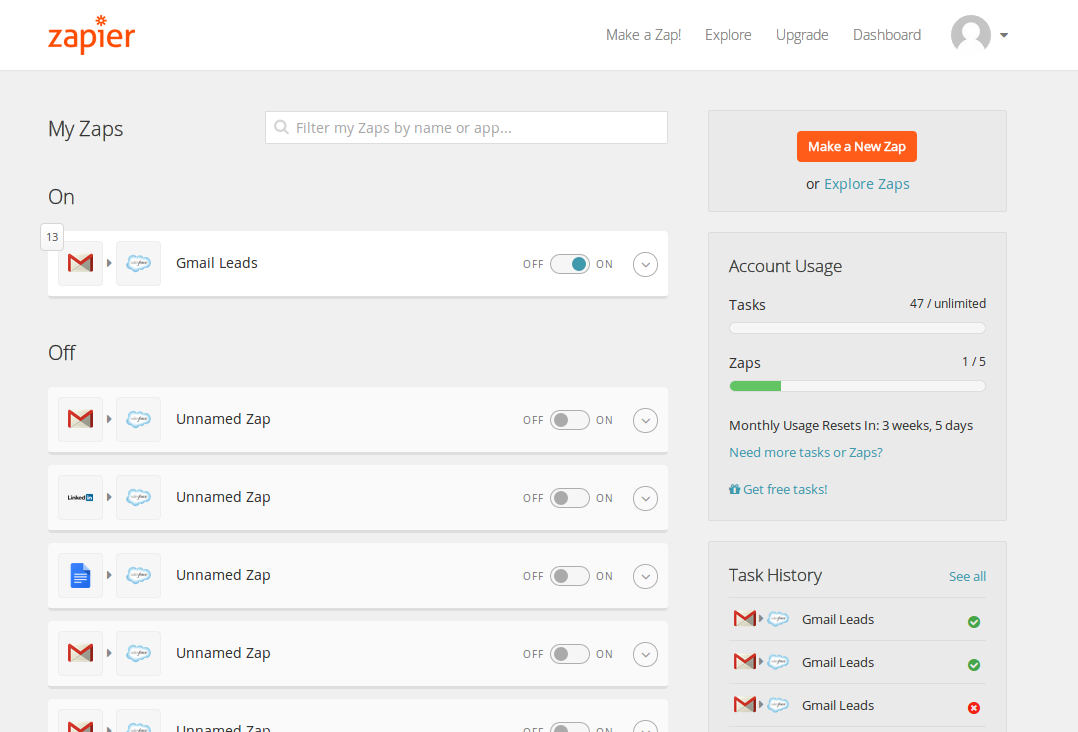 zapier
Make a Zap! Explore Upgrade Dashboard
My Zaps
Filter my Zaps by name or app...
On
13
Gmail Leads OFF ON
Off
Unnamed Zap OFF ON
Linked in Unnamed Zap OFF ON
Unnamed Zap OFF ON
Unnamed Zap OFF ON
Unnamed Zap OFF ON
Make a New Zap
or Explore Zaps
Account Usage
Tasks 47 / unlimited
Zaps 1 / 5
Monthly Usage Resets In: 3 weeks, 5 days
Need more tasks or Zaps?
Get free tasks!
Task History See all
Gmail Leads
Gmail Leads
Gmail Leads